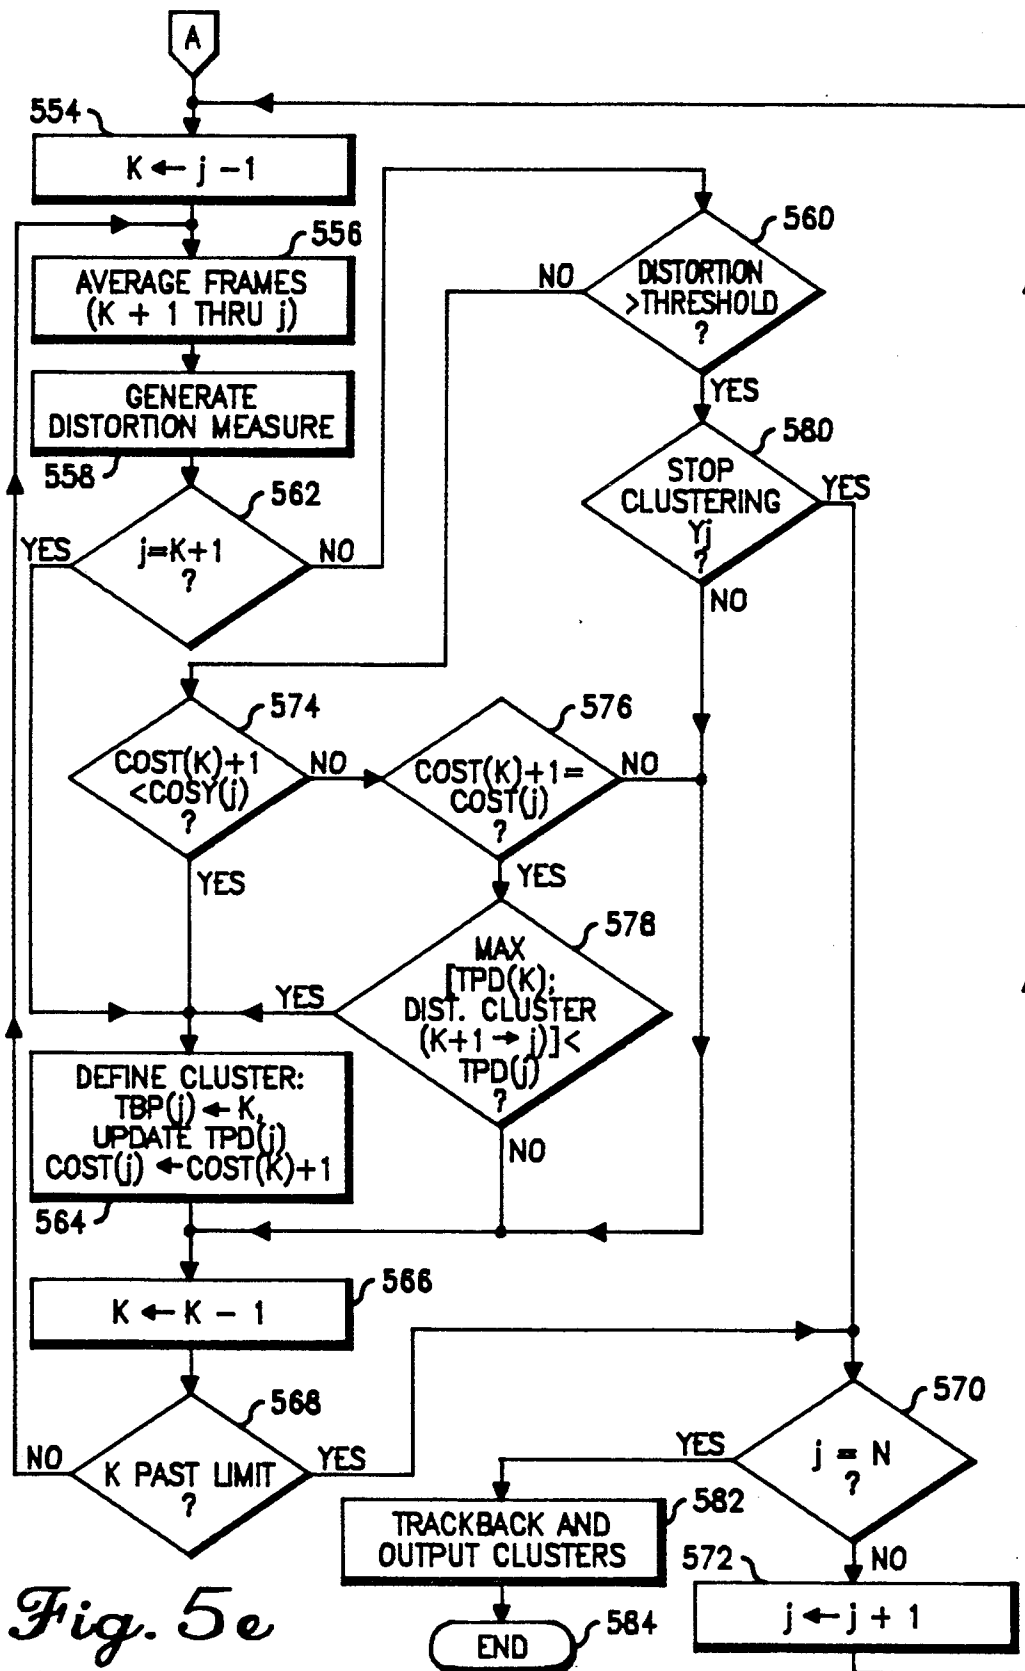 A
554
K ← j - 1
556
AVERAGE FRAMES
(K + 1 THRU j)
GENERATE
DISTORTION MEASURE
558
562
j=K+1
?
YES
NO
560
DISTORTION
>THRESHOLD
?
NO
YES
580
STOP
CLUSTERING
Yj
?
YES
NO
574
COST(K)+1
<COSY(j)
?
NO
YES
576
COST(K)+1=
COST(j)
?
NO
YES
578
MAX
[TPD(K);
DIST. CLUSTER
(K+1 → j)]<
TPD(j)
?
YES
NO
DEFINE CLUSTER:
TBP(j) ← K,
UPDATE TPD(j)
COST(j) ← COST(K)+1
564
566
K ← K - 1
568
K PAST LIMIT
?
NO
YES
570
j = N
?
YES
NO
582
TRACKBACK AND
OUTPUT CLUSTERS
572
j ← j + 1
END
584
Fig. 5e